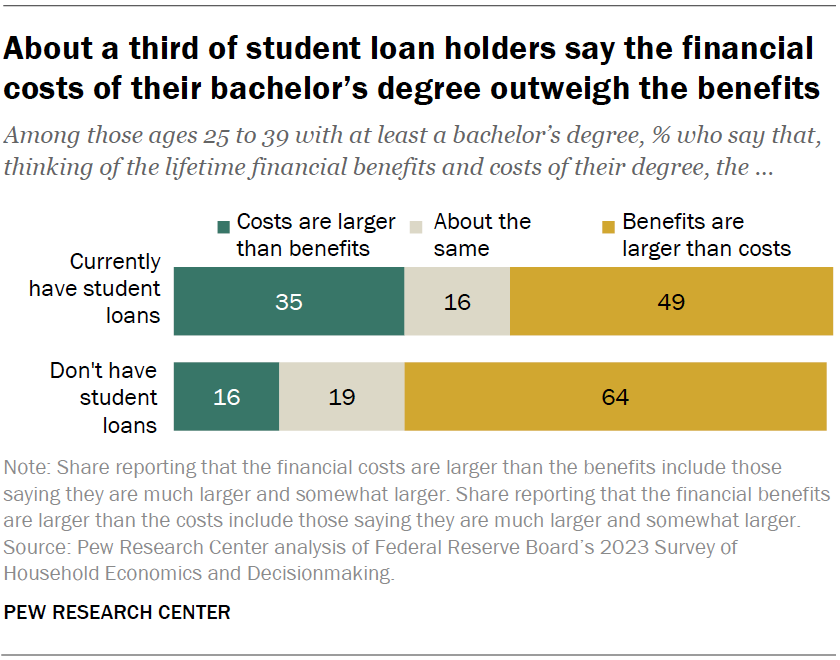 About a third of student loan holders say the financial
costs of their bachelor’s degree outweigh the benefits
Among those ages 25 to 39 with at least a bachelor’s degree, % who say that,
thinking of the lifetime financial benefits and costs of their degree, the ...
Costs are larger
than benefits
About the
same
Benefits are
larger than costs
Currently
have student
loans
35
16
49
Don't have
student
loans
16
19
64
Note: Share reporting that the financial costs are larger than the benefits include those
saying they are much larger and somewhat larger. Share reporting that the financial benefits
are larger than the costs include those saying they are much larger and somewhat larger.
Source: Pew Research Center analysis of Federal Reserve Board’s 2023 Survey of
Household Economics and Decisionmaking.
PEW RESEARCH CENTER